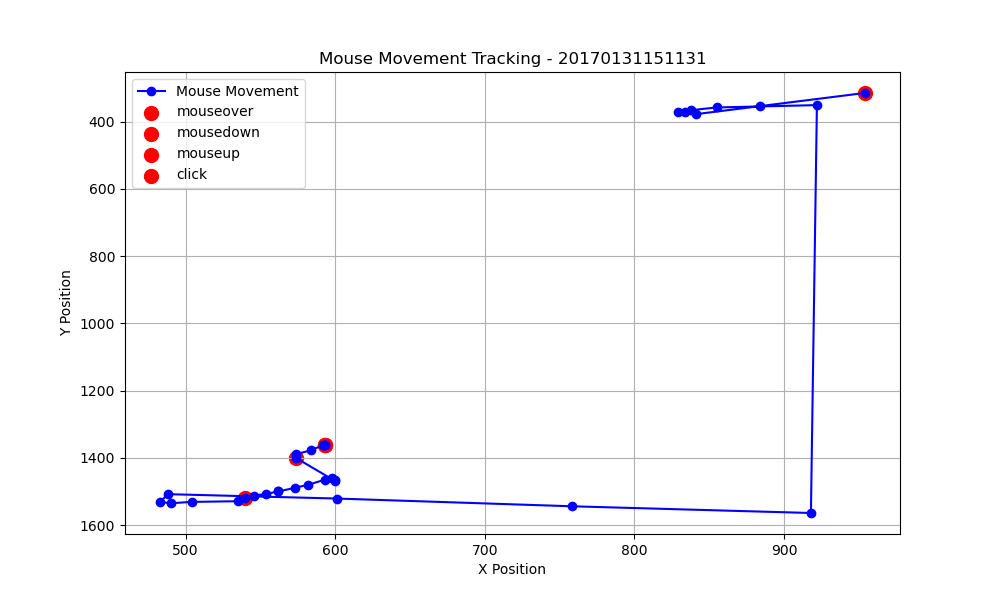 Mouse Movement Tracking - 20170131151131
Mouse Movement
mouseover
mousedown
mouseup
click
400
600
800
1000
1200
1400
1600
Y Position
500 600 700 800 900
X Position